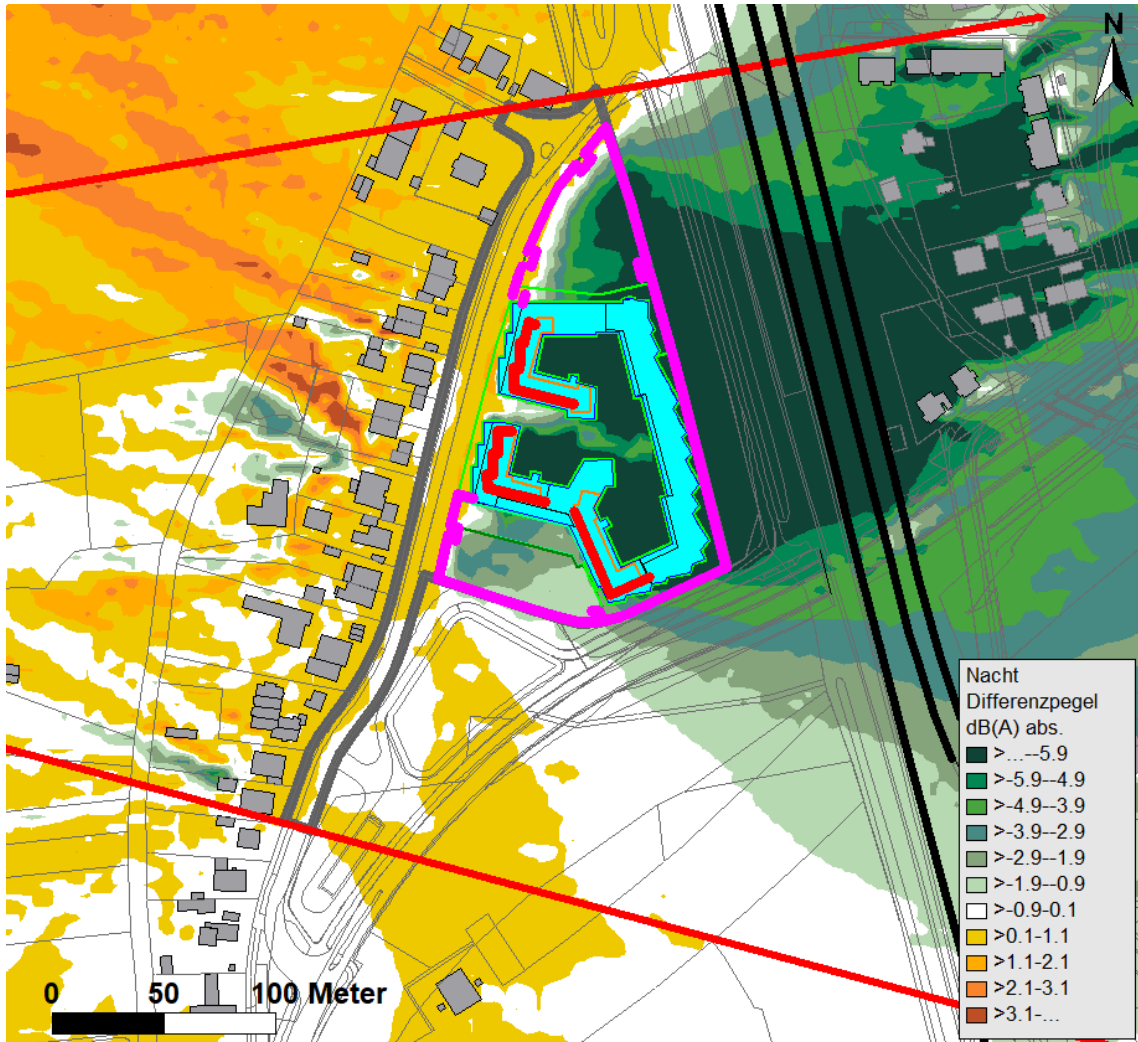 N
Nacht
Differenzpegel
dB(A) abs.
>...--5.9
>-5.9--4.9
>-4.9--3.9
>-3.9--2.9
>-2.9--1.9
>-1.9--0.9
>-0.9-0.1
>0.1-1.1
>1.1-2.1
>2.1-3.1
>3.1-...
0 50 100 Meter